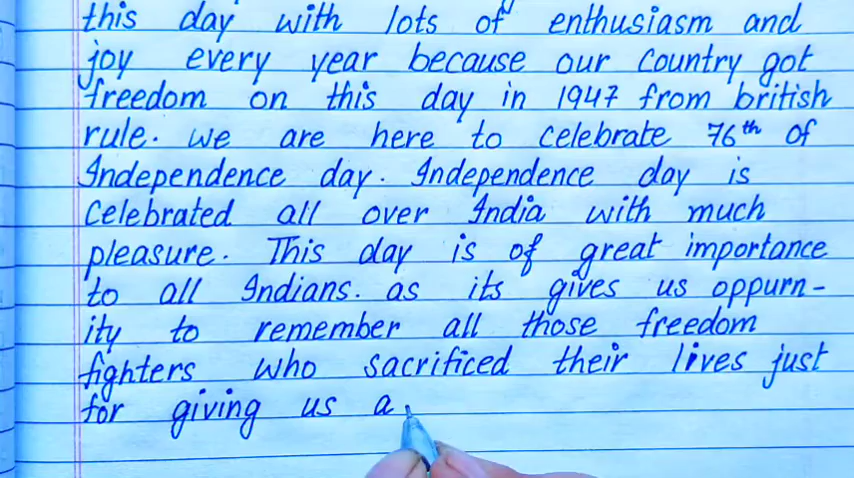 this day with lots of enthusiasm and
joy every year because our Country got
freedom on this day in 1947 from british
rule. we are here to celebrate 76th of
Independence day. Independence day is
Celebrated all over India with much
pleasure. This day is of great importance
to all Indians. as its gives us oppurn-
ity to remember all those freedom
fighters who sacrificed their lives just
for giving us a